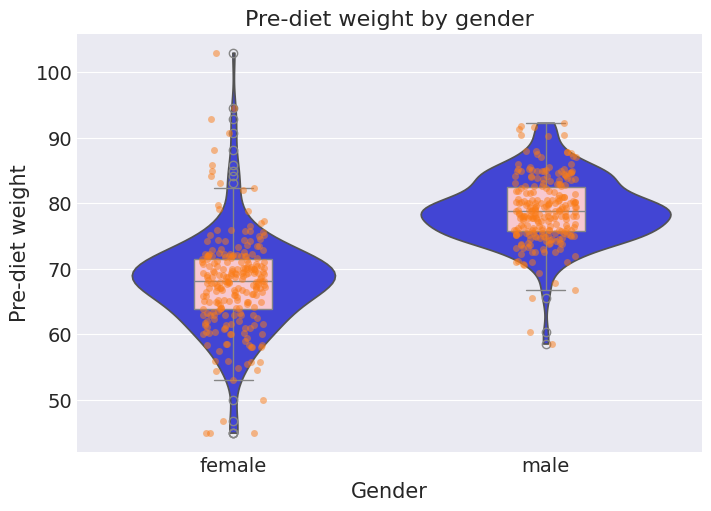 Pre-diet weight by gender
100
90
80
70
60
50
Pre-diet weight
female
male
Gender